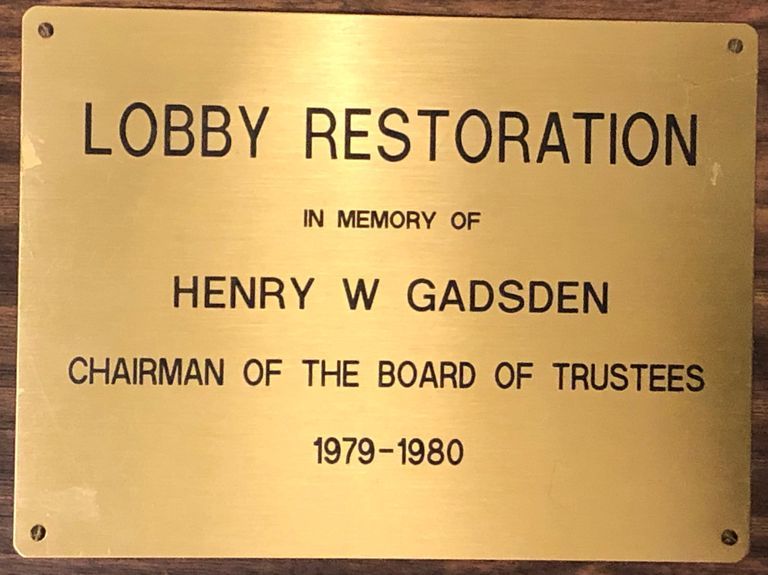 LOBBY RESTORATION
IN MEMORY OF
HENRY W GADSDEN
CHAIRMAN OF THE BOARD OF TRUSTEES
1979-1980